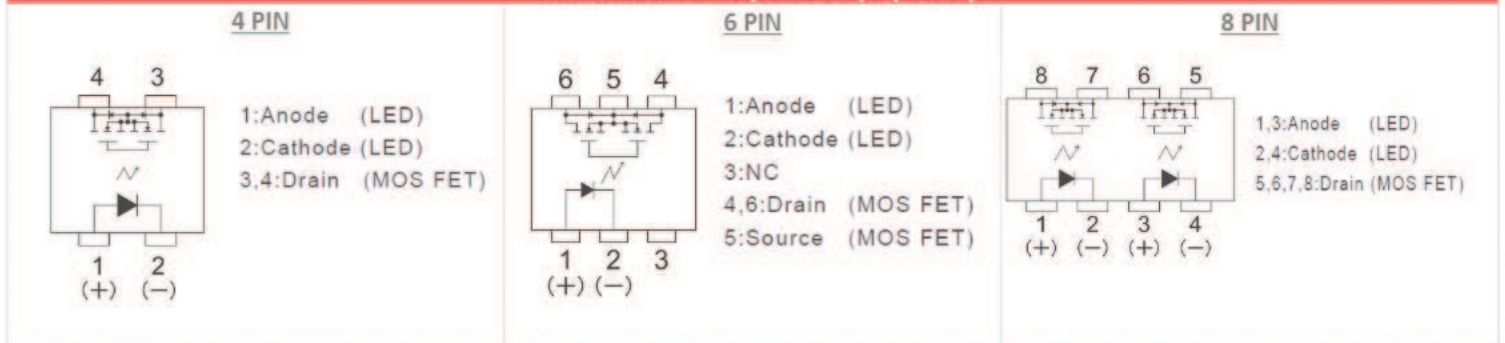 4 PIN
4 3
1:Anode (LED)
2:Cathode (LED)
3,4:Drain (MOS FET)
1 2
(+) (−)
6 PIN
6 5 4
1:Anode (LED)
2:Cathode (LED)
3:NC
4,6:Drain (MOS FET)
5:Source (MOS FET)
1 2 3
(+) (−)
8 PIN
8 7 6 5
1,3:Anode (LED)
2,4:Cathode (LED)
5,6,7,8:Drain (MOS FET)
1 2 3 4
(+) (−) (+) (−)